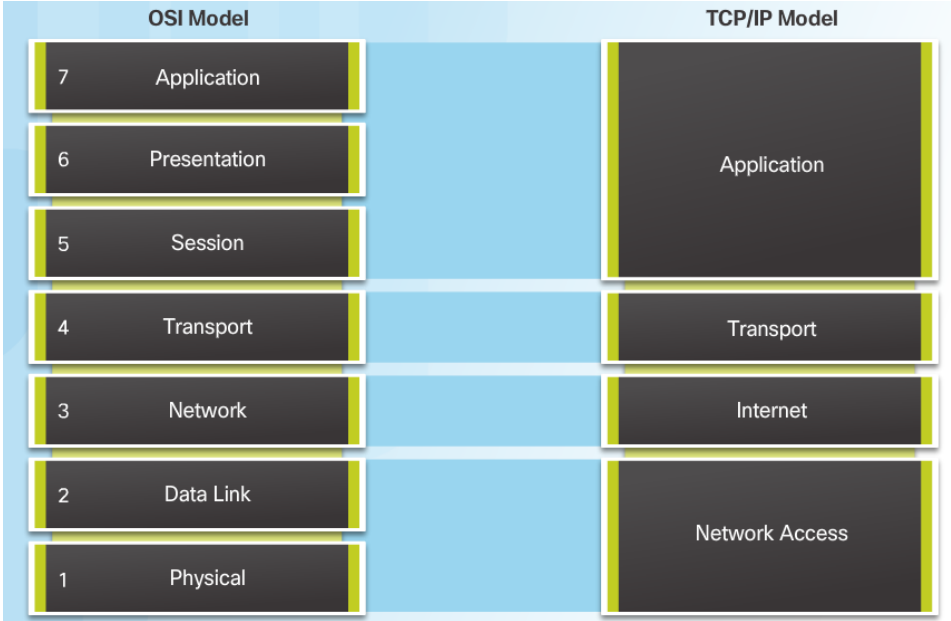 OSI Model
TCP/IP Model
7 Application
6 Presentation
5 Session
4 Transport
3 Network
2 Data Link
1 Physical
Application
Transport
Internet
Network Access